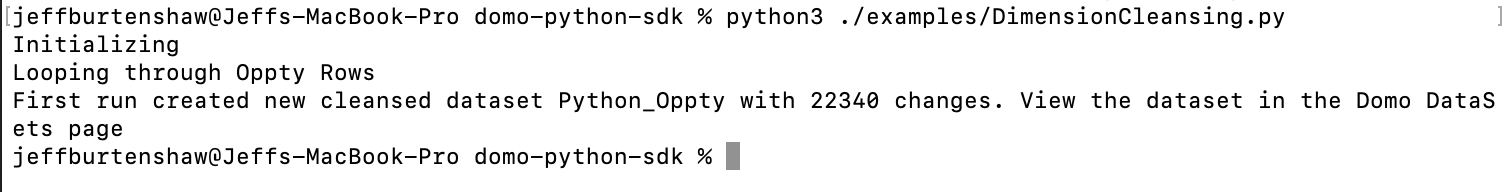 [jeffburtenshaw@Jeffs-MacBook-Pro domo-python-sdk % python3 ./examples/DimensionCleansing.py ]
Initializing
Looping through Oppty Rows
First run created new cleansed dataset Python_Oppty with 22340 changes. View the dataset in the Domo DataS
ets page
jeffburtenshaw@Jeffs-MacBook-Pro domo-python-sdk %